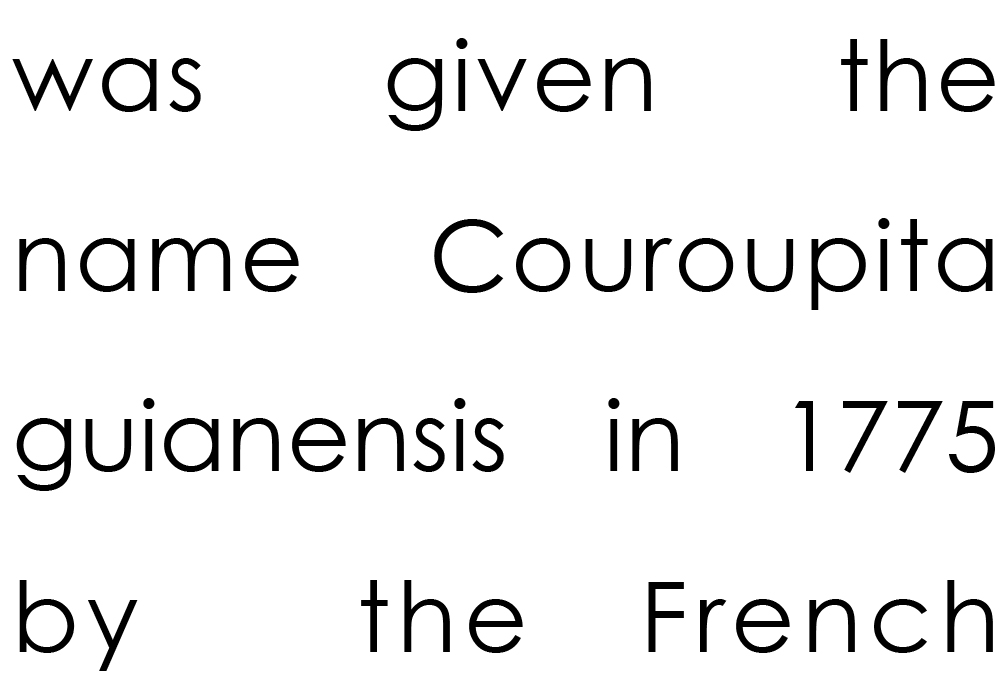 was given the
name Couroupita
guianensis in 1775
by the French